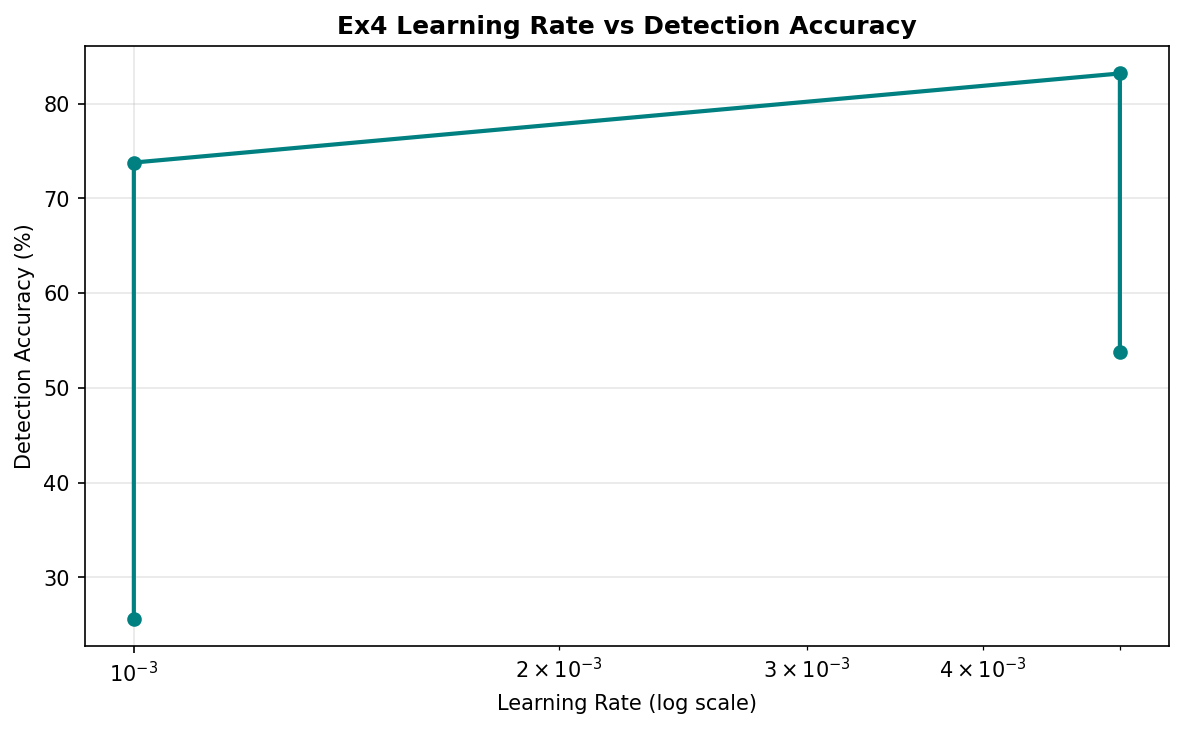 Ex4 Learning Rate vs Detection Accuracy
Detection Accuracy (%)
80
70
60
50
40
30
10⁻³
2 × 10⁻³
3 × 10⁻³
4 × 10⁻³
Learning Rate (log scale)